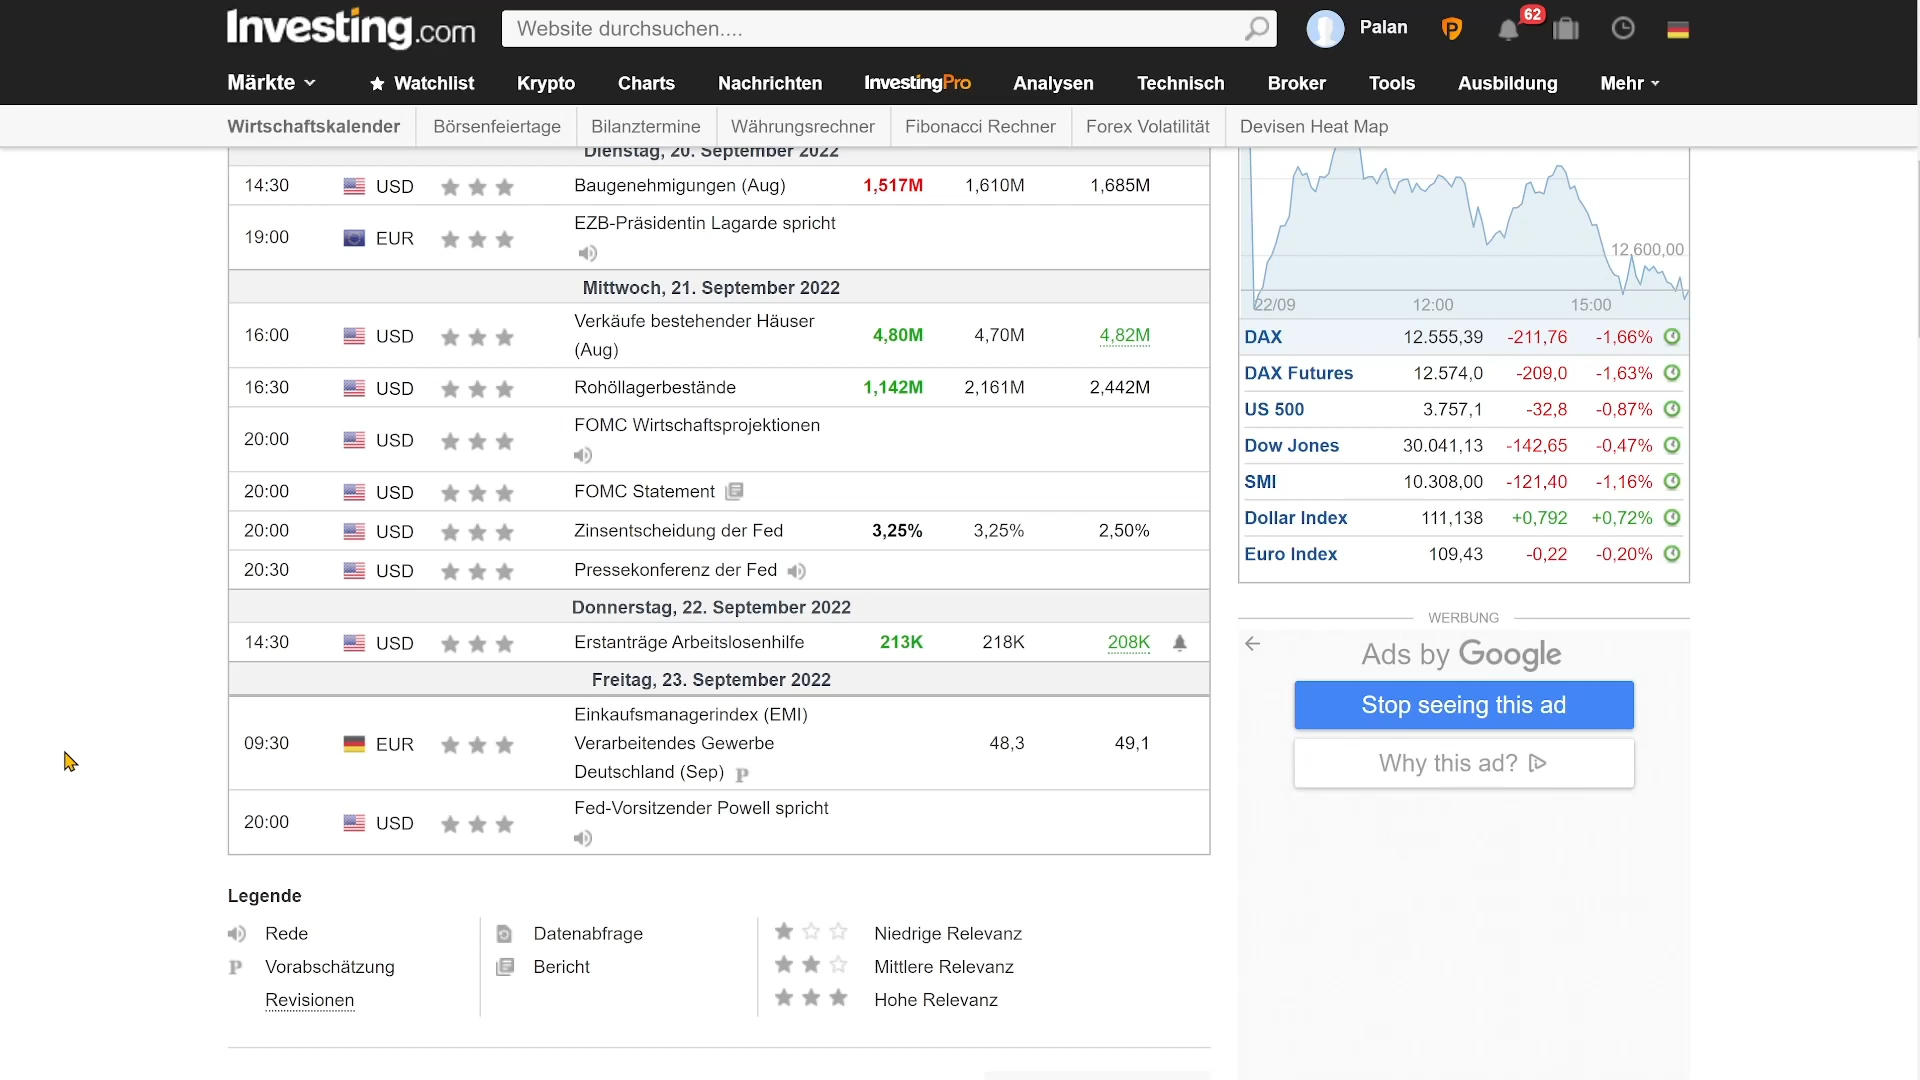 Investing.com
Website durchsuchen....
Palan
62
Märkte
Watchlist
Krypto
Charts
Nachrichten
InvestingPro
Analysen
Technisch
Broker
Tools
Ausbildung
Mehr
Wirtschaftskalender
Börsenfeiertage
Bilanztermine
Währungsrechner
Fibonacci Rechner
Forex Volatilität
Devisen Heat Map
Dienstag, 20. September 2022
14:30 USD Baugenehmigungen (Aug) 1,517M 1,610M 1,685M
19:00 EUR EZB-Präsidentin Lagarde spricht
Mittwoch, 21. September 2022
16:00 USD Verkäufe bestehender Häuser 4,80M 4,70M 4,82M
(Aug)
16:30 USD Rohöllagerbestände 1,142M 2,161M 2,442M
20:00 USD FOMC Wirtschaftsprojektionen
20:00 USD FOMC Statement
20:00 USD Zinsentscheidung der Fed 3,25% 3,25% 2,50%
20:30 USD Pressekonferenz der Fed
Donnerstag, 22. September 2022
14:30 USD Erstanträge Arbeitslosenhilfe 213K 218K 208K
Freitag, 23. September 2022
Einkaufsmanagerindex (EMI)
09:30 EUR Verarbeitendes Gewerbe 48,3 49,1
Deutschland (Sep) P
20:00 USD Fed-Vorsitzender Powell spricht
Legende
Rede
P Vorabschätzung
Revisionen
Datenabfrage
Bericht
Niedrige Relevanz
Mittlere Relevanz
Hohe Relevanz
12.600,00
22/09 12:00 15:00
DAX 12.555,39 -211,76 -1,66%
DAX Futures 12.574,0 -209,0 -1,63%
US 500 3.757,1 -32,8 -0,87%
Dow Jones 30.041,13 -142,65 -0,47%
SMI 10.308,00 -121,40 -1,16%
Dollar Index 111,138 +0,792 +0,72%
Euro Index 109,43 -0,22 -0,20%
WERBUNG
Ads by Google
Stop seeing this ad
Why this ad?